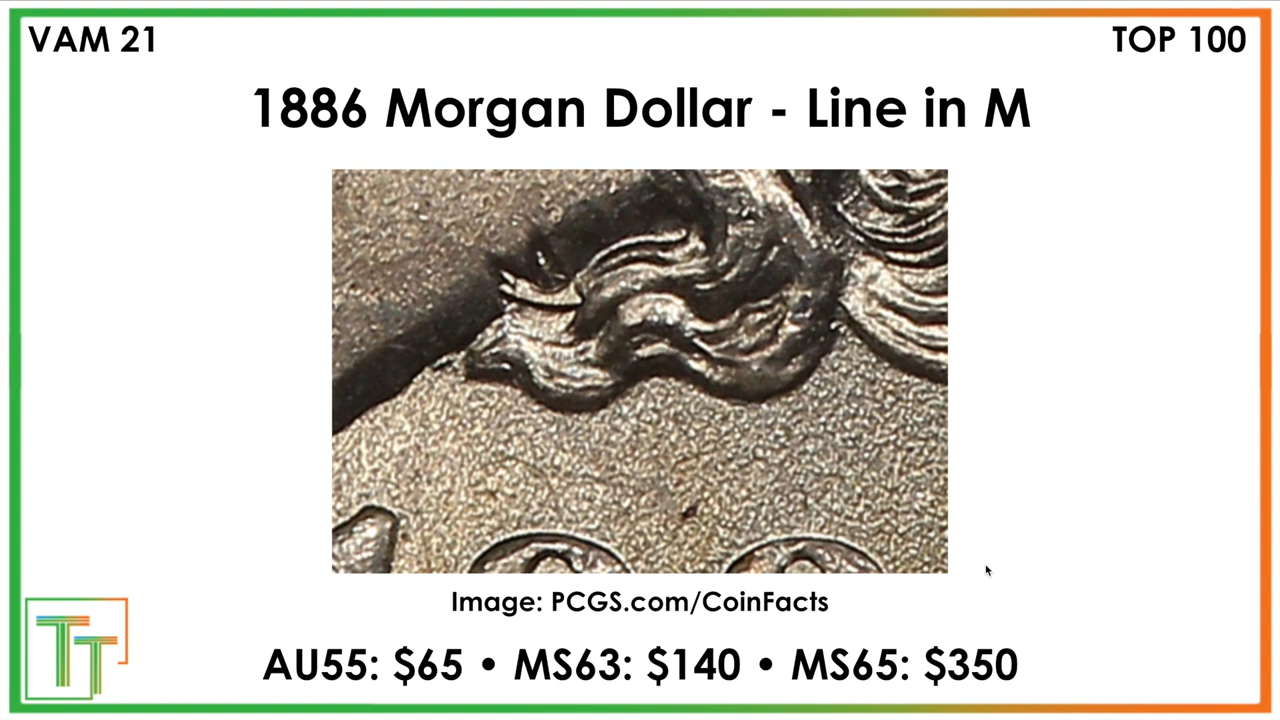 VAM 21
TOP 100
1886 Morgan Dollar - Line in M
Image: PCGS.com/CoinFacts
TT
AU55: $65 • MS63: $140 • MS65: $350